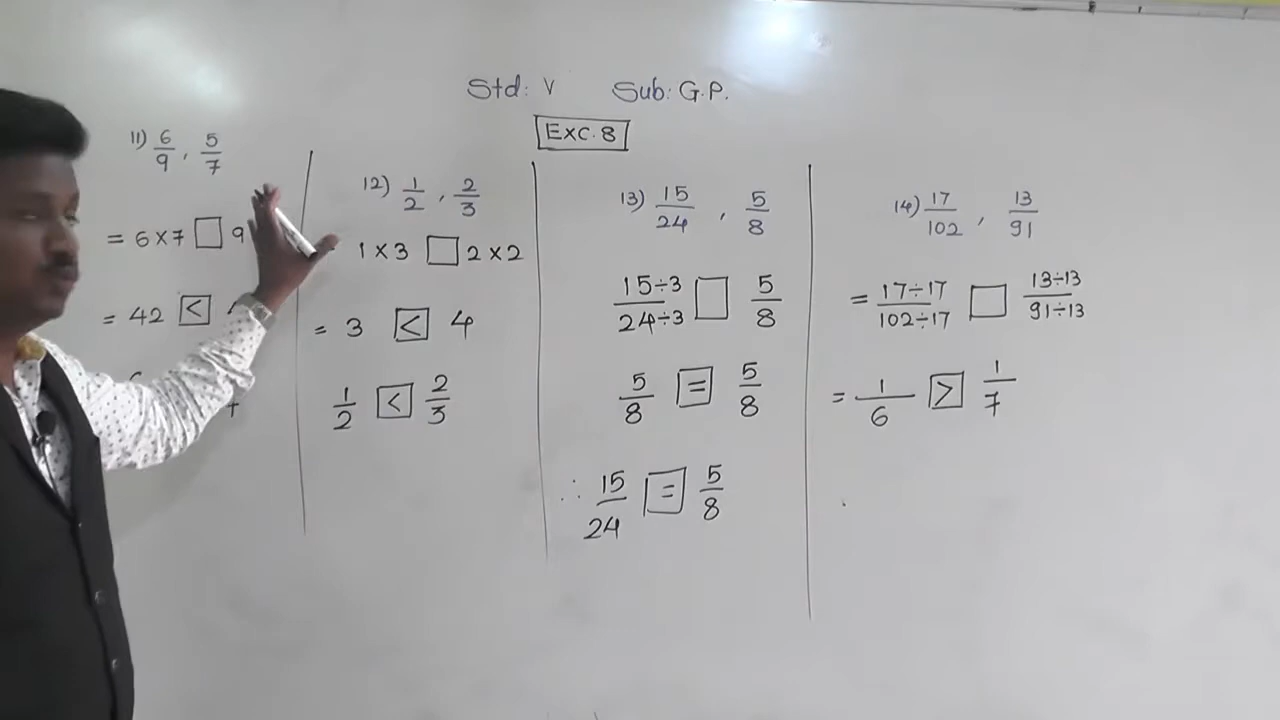 Std: V Sub: G.P.
Exc. 8
11) 6/9 , 5/7
= 6 × 7 □ 9
= 42 <
12) 1/2 , 2/3
1 × 3 □ 2 × 2
= 3 < 4
1/2 < 2/3
13) 15/24 , 5/8
15÷3/24÷3 □ 5/8
5/8 = 5/8
∴ 15/24 = 5/8
14) 17/102 , 13/91
= 17÷17/102÷17 □ 13÷13/91÷13
= 1/6 > 1/7